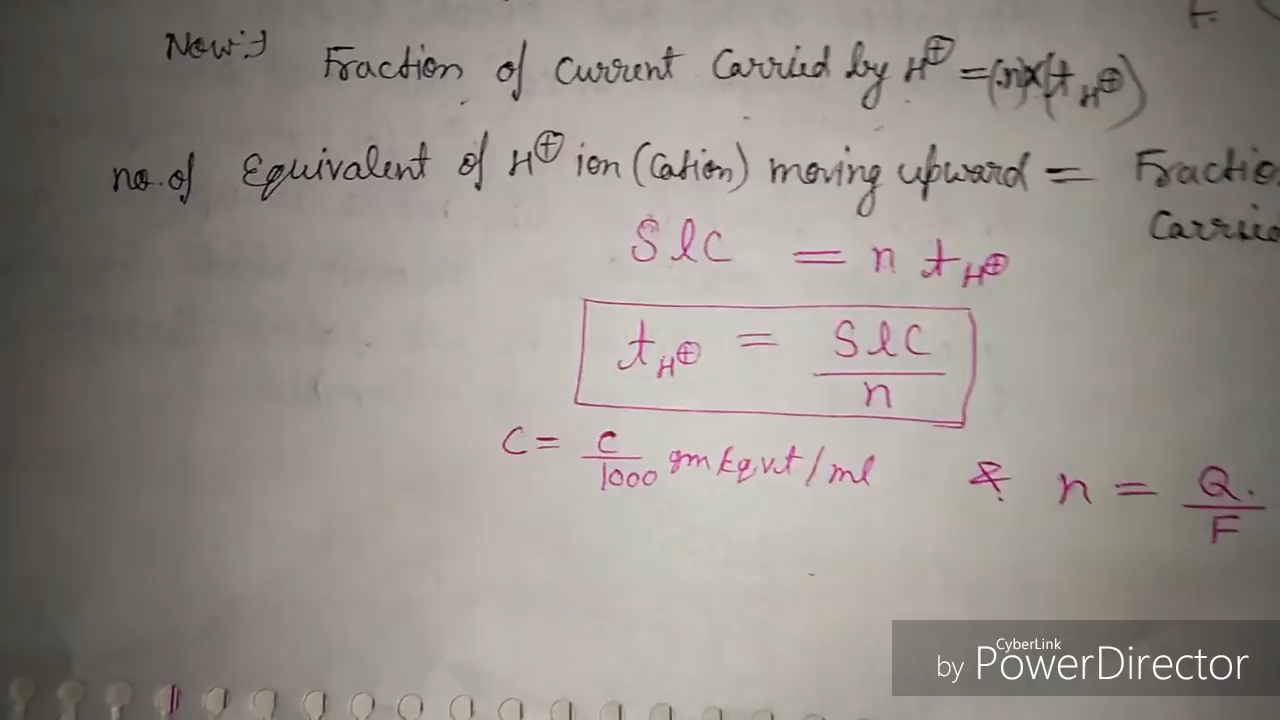 Now:→ Fraction of Current Carried by H⊕ = (n)×(t H⊕)
no. of Equivalent of H⊕ ion (Cation) moving upward = Fractio
Carrie
SlC = n t H⊕
t H⊕ = SlC / n
C = C / 1000 gm Eqvt / ml & n = Q. / F
CyberLink
by PowerDirector